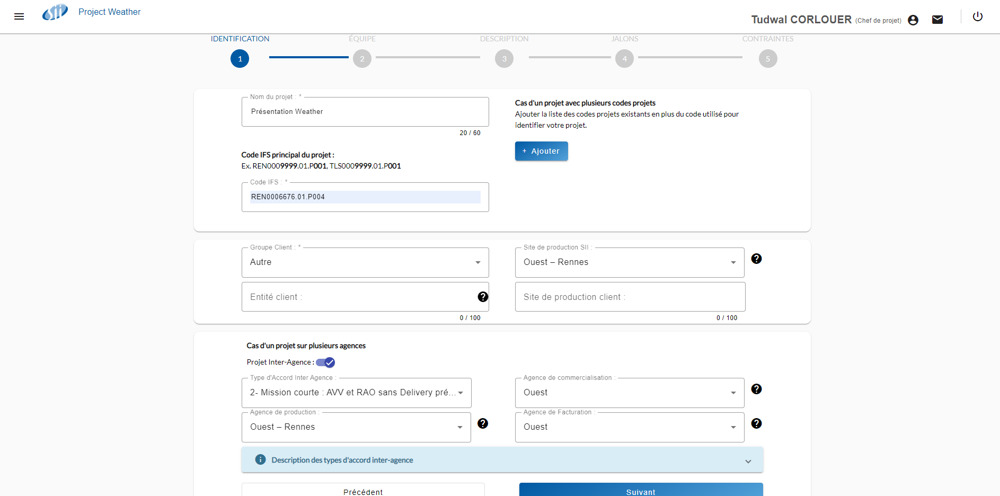 SII Project Weather
Tudwal CORLOUER (Chef de projet)
IDENTIFICATION ÉQUIPE DESCRIPTION JALONS CONTRAINTES
1 2 3 4 5
Nom du projet : *
Présentation Weather
20 / 60
Code IFS principal du projet :
Ex. REN0009999.01.P001, TLS0009999.01.P001
Code IFS : *
REN0006676.01.P004
Cas d'un projet avec plusieurs codes projets
Ajouter la liste des codes projets existants en plus du code utilisé pour
identifier votre projet.
+ Ajouter
Groupe Client : *
Autre
Site de production SII :
Ouest – Rennes
?
Entité client :
?
0 / 100
Site de production client :
0 / 100
Cas d'un projet sur plusieurs agences
Projet Inter-Agence :
Type d'Accord Inter Agence :
2- Mission courte : AVV et RAO sans Delivery pré...
Agence de commercialisation :
Ouest
?
Agence de production :
Ouest – Rennes
?
Agence de Facturation :
Ouest
?
i Description des types d'accord inter-agence
Précédent
Suivant